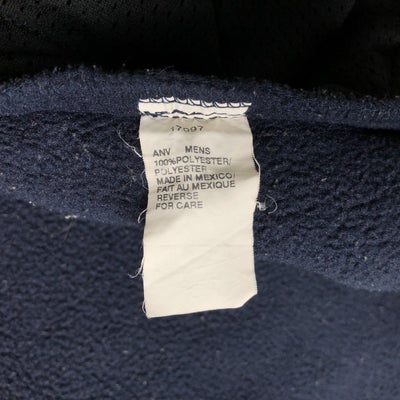 17007
ANV MENS
100%POLYESTER/
POLYESTER
MADE IN MEXICO/
FAIT AU MEXIQUE
REVERSE
FOR CARE